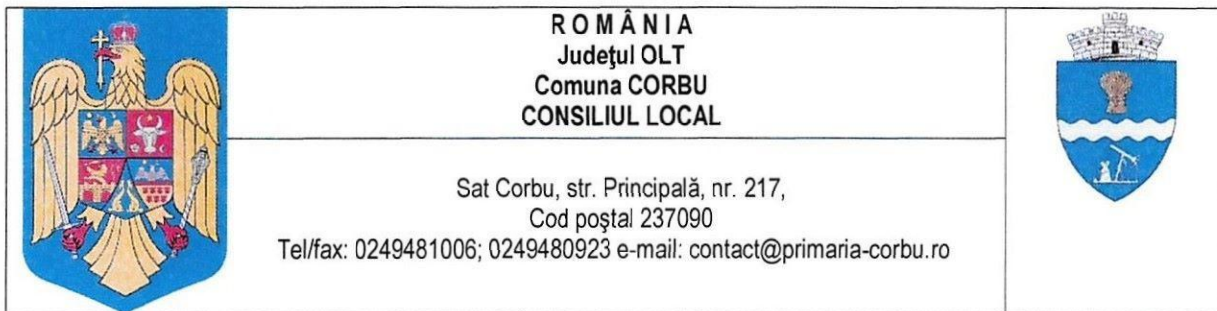 R O M Â N I A
Judeţul OLT
Comuna CORBU
CONSILIUL LOCAL
Sat Corbu, str. Principală, nr. 217,
Cod poştal 237090
Tel/fax: 0249481006; 0249480923 e-mail: contact@primaria-corbu.ro